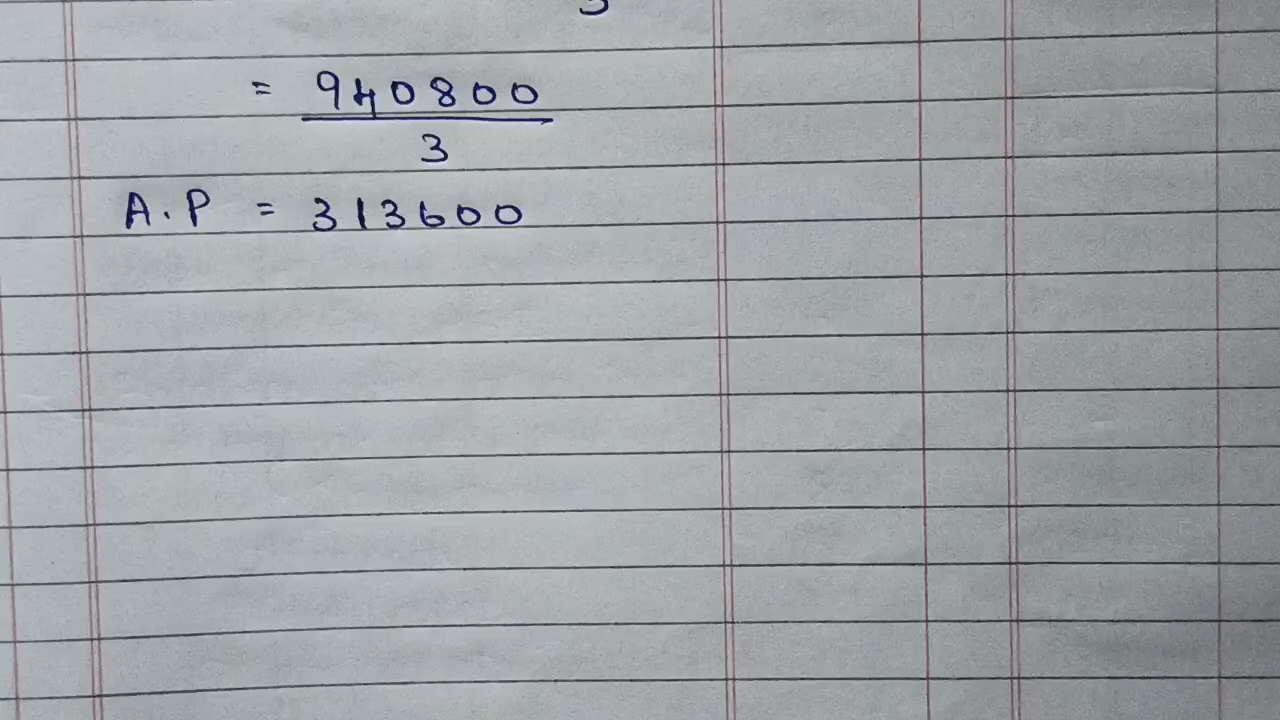 = 940800
3
A.P = 313600